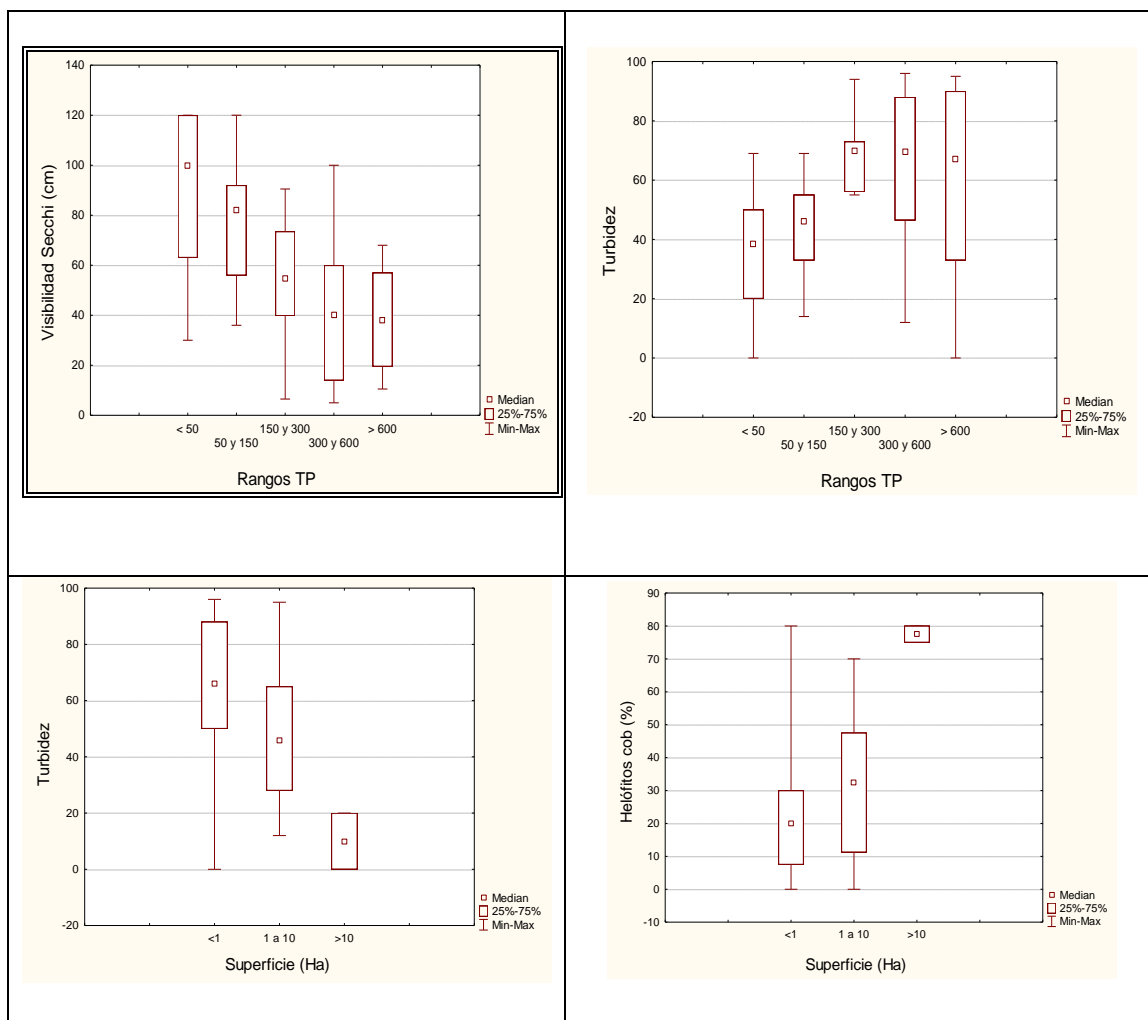 140
120
100
80
60
40
20
0
Visibilidad Secchi (cm)
< 50
50 y 150
150 y 300
300 y 600
> 600
Rangos TP
Median
25%-75%
Min-Max
100
80
60
40
20
0
-20
Turbidez
< 50
50 y 150
150 y 300
300 y 600
> 600
Rangos TP
Median
25%-75%
Min-Max
100
80
60
40
20
0
-20
Turbidez
<1
1 a 10
>10
Superficie (Ha)
Median
25%-75%
Min-Max
90
80
70
60
50
40
30
20
10
0
-10
Helófitos cob (%)
<1
1 a 10
>10
Superficie (Ha)
Median
25%-75%
Min-Max